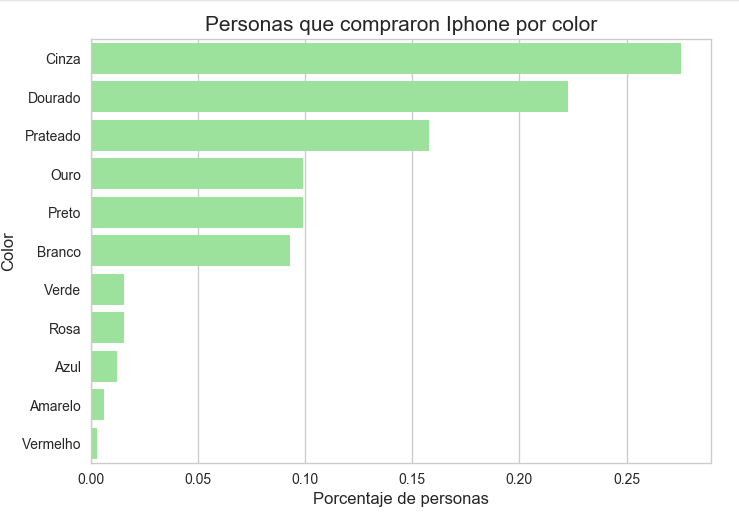 Personas que compraron Iphone por color
Cinza
Dourado
Prateado
Ouro
Preto
Branco
Verde
Rosa
Azul
Amarelo
Vermelho
Color
0.00 0.05 0.10 0.15 0.20 0.25
Porcentaje de personas